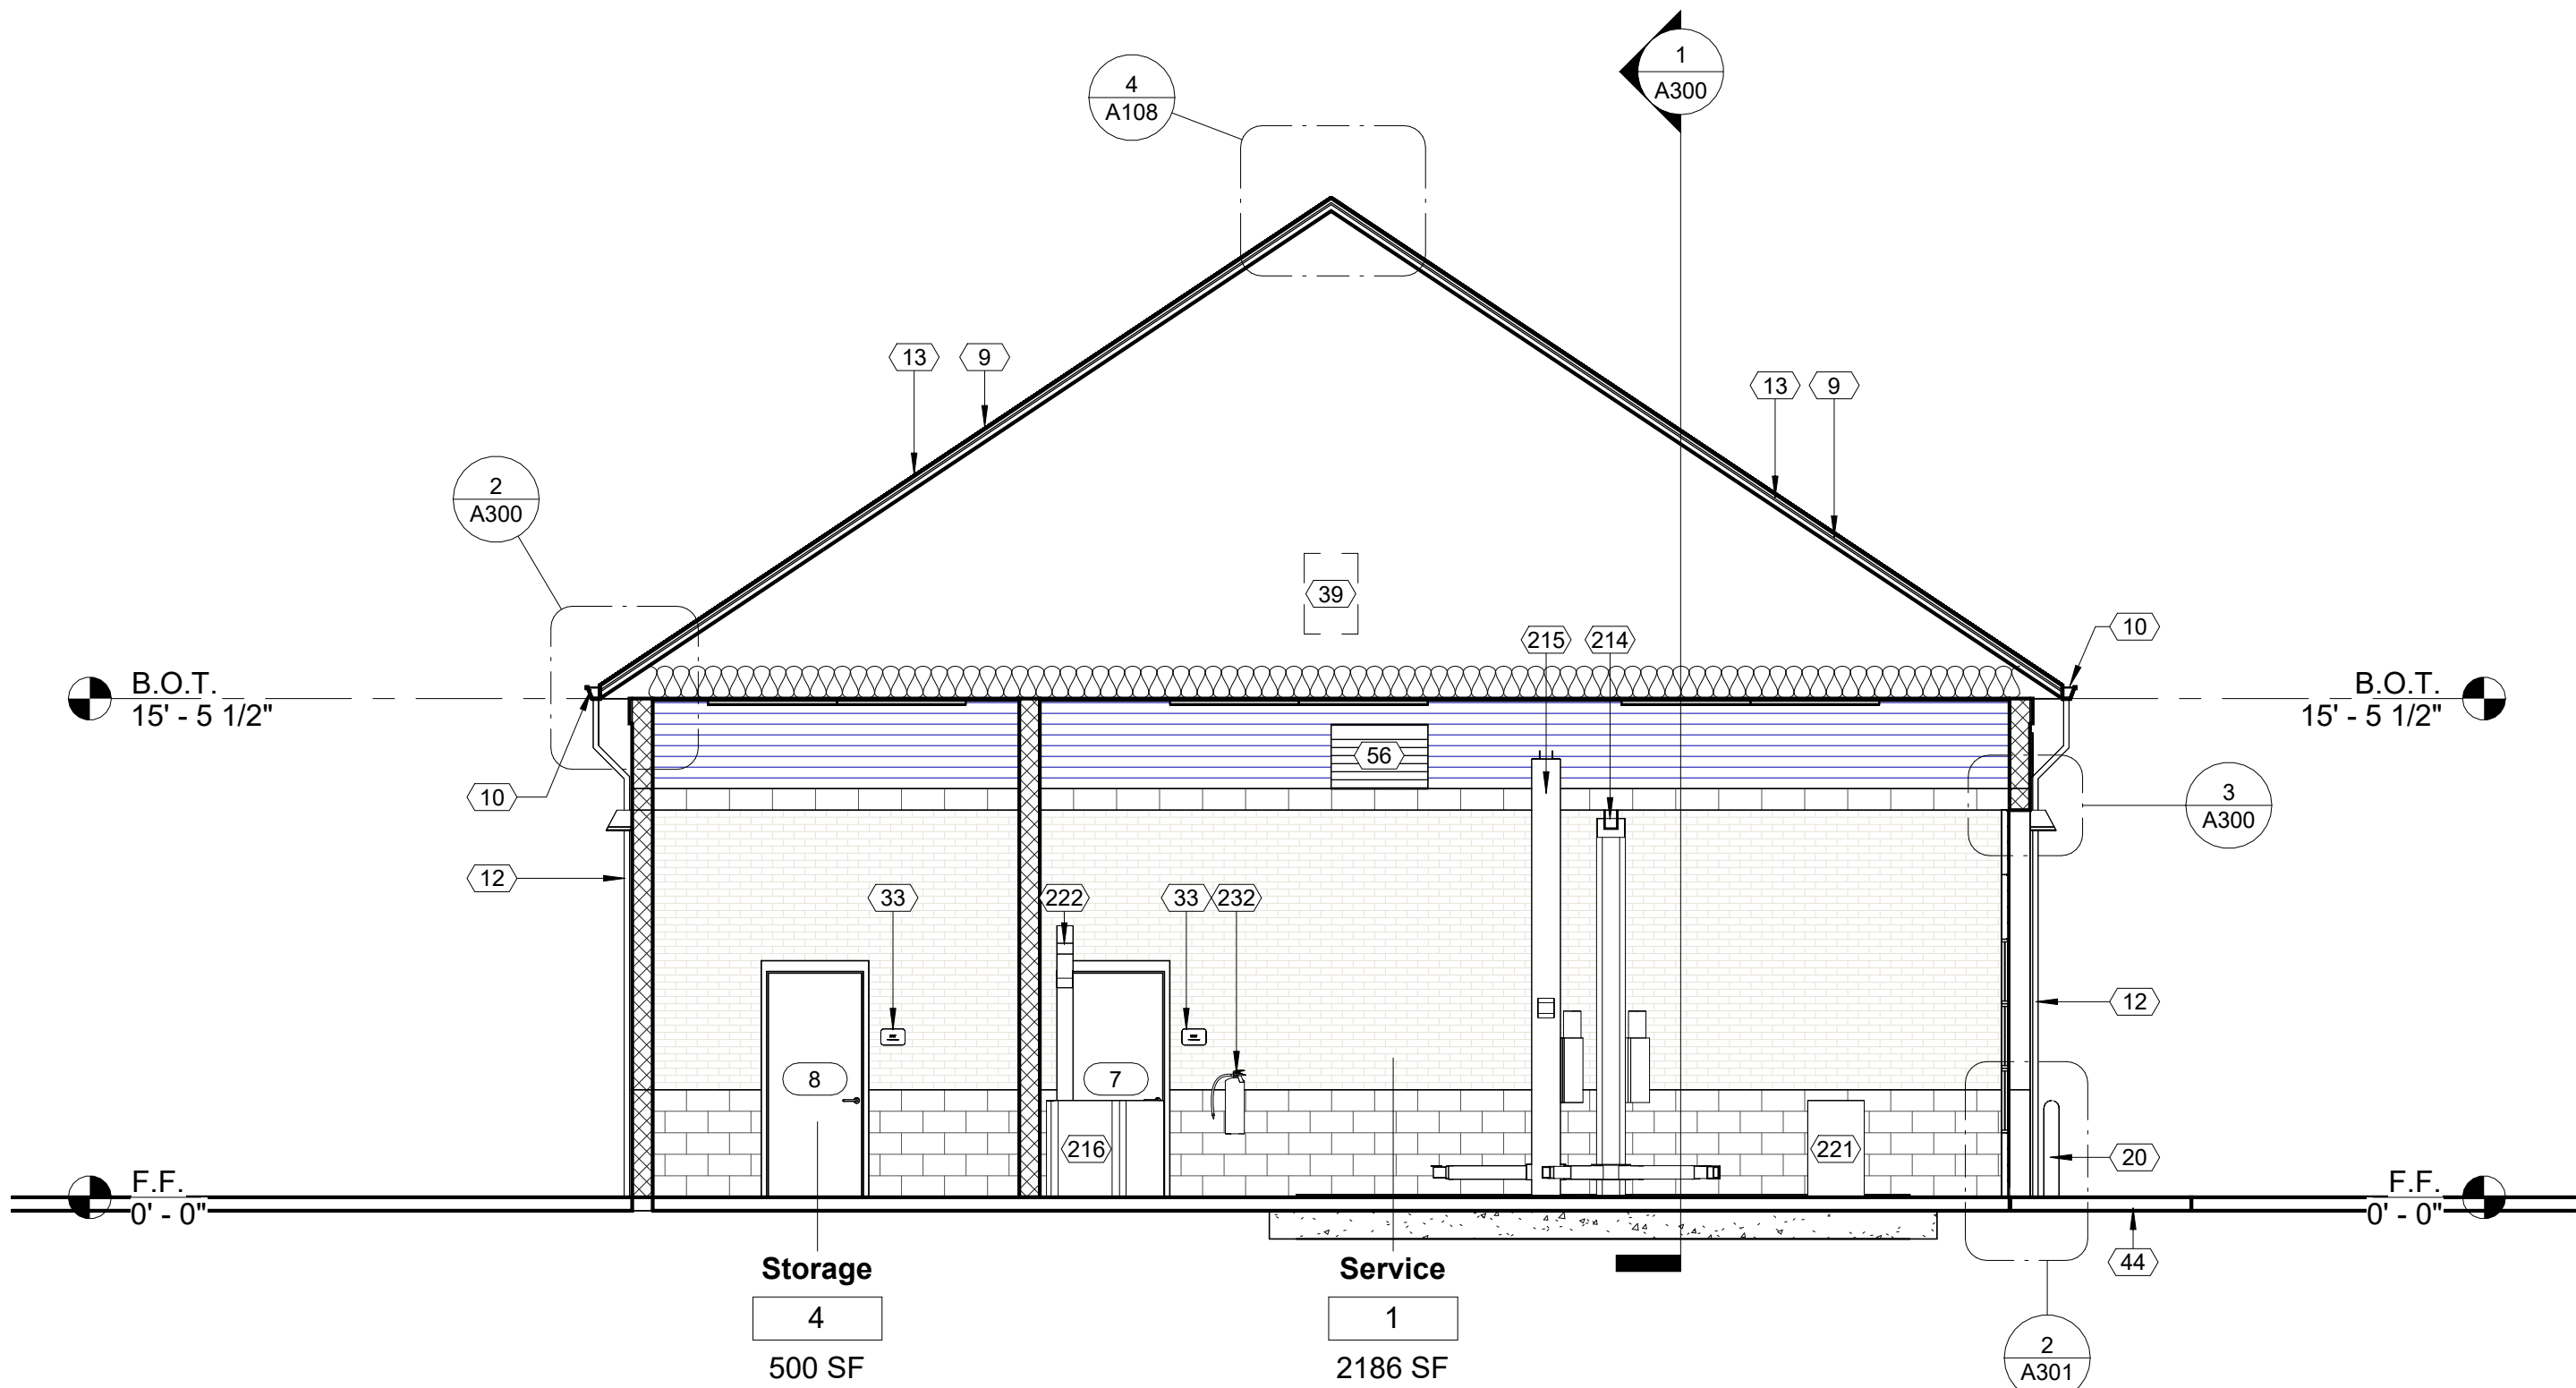 1
A300
4
A108
13
9
13
9
2
A300
39
215
214
10
B.O.T.
15' - 5 1/2"
B.O.T.
15' - 5 1/2"
56
10
3
A300
12
33
222
33
232
12
8
7
216
221
20
F.F.
0' - 0"
F.F.
0' - 0"
44
Storage
4
500 SF
Service
1
2186 SF
2
A301